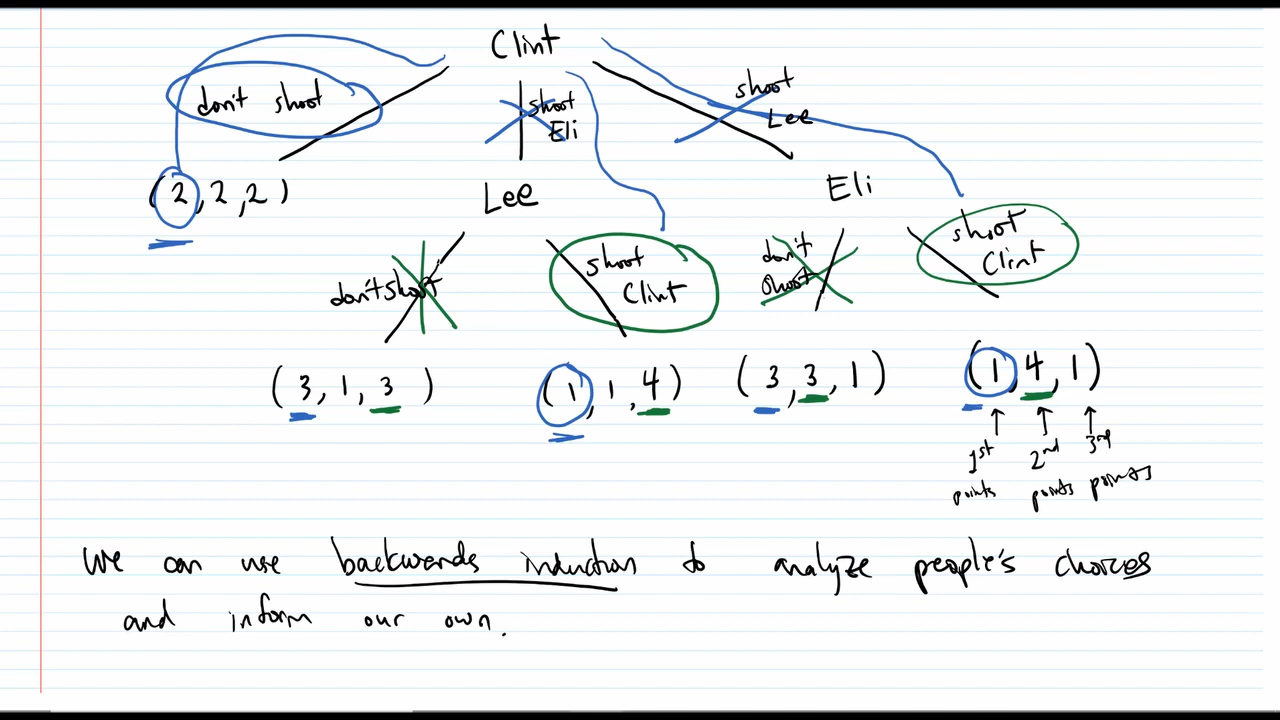 Clint
don't shoot
shoot
Eli
shoot
Lee
(2,2,2)
Lee
Eli
don't shoot
shoot
Clint
don't
shoot
shoot
Clint
(3,1,3)
(1,1,4)
(3,3,1)
(1,4,1)
1st
points
2nd
points
3rd
points
We can use backwards induction to analyze people's choices
and inform our own.